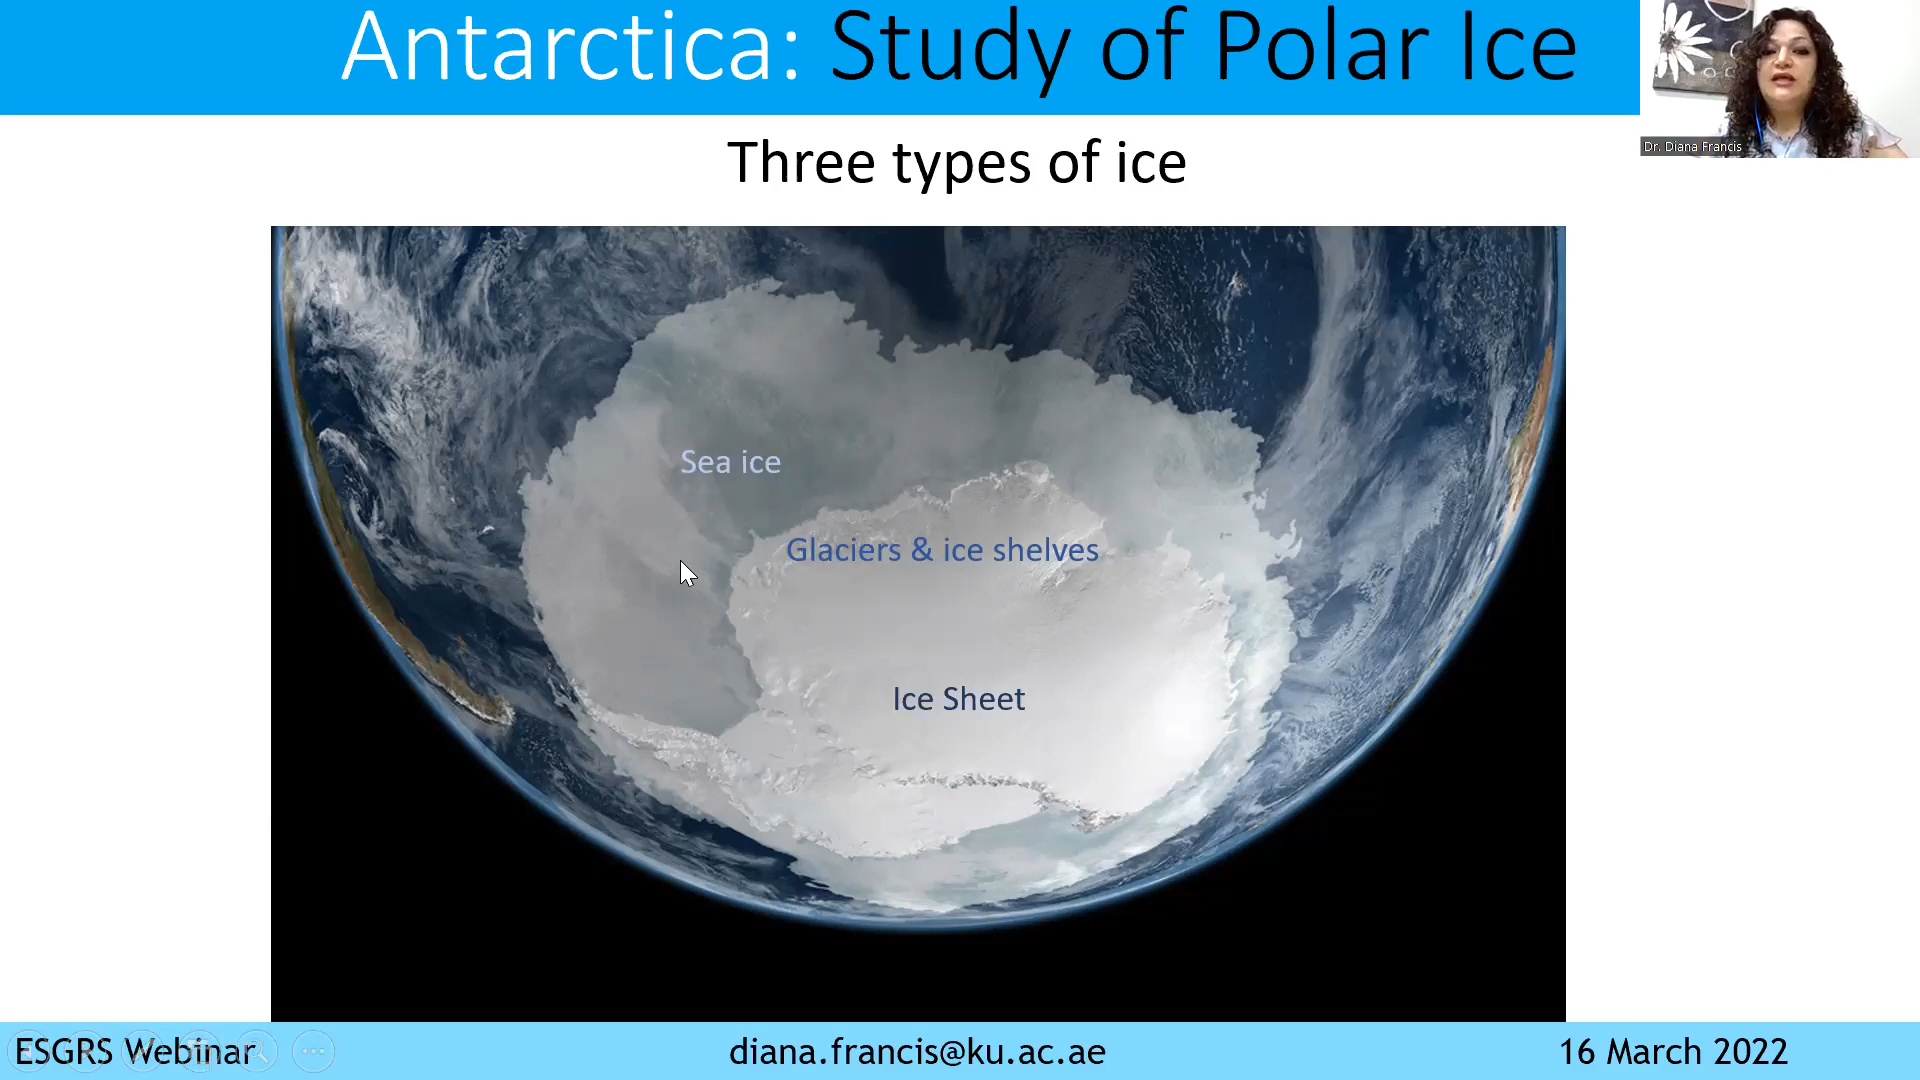 Antarctica: Study of Polar Ice
Dr. Diana Francis
Three types of ice
Sea ice
Glaciers & ice shelves
Ice Sheet
ESGRS Webinar
diana.francis@ku.ac.ae
16 March 2022